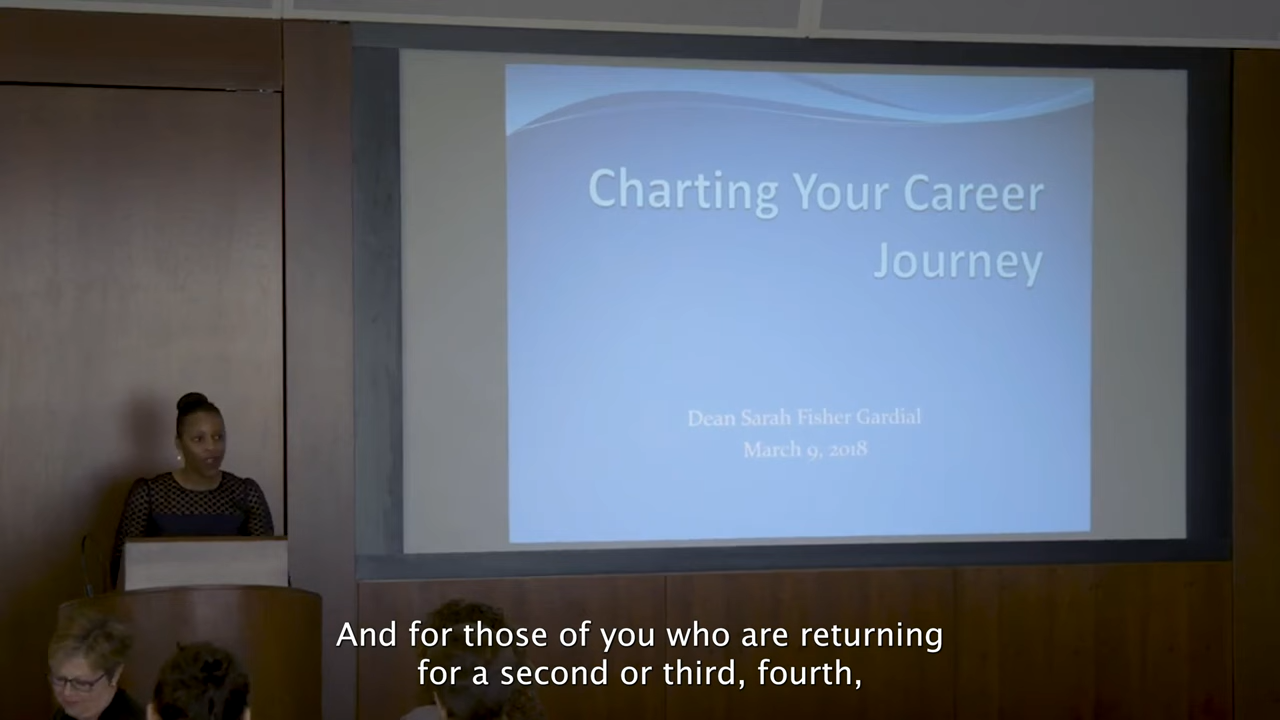 Charting Your Career
Journey
Dean Sarah Fisher Gardial
March 9, 2018
And for those of you who are returning
for a second or third, fourth,